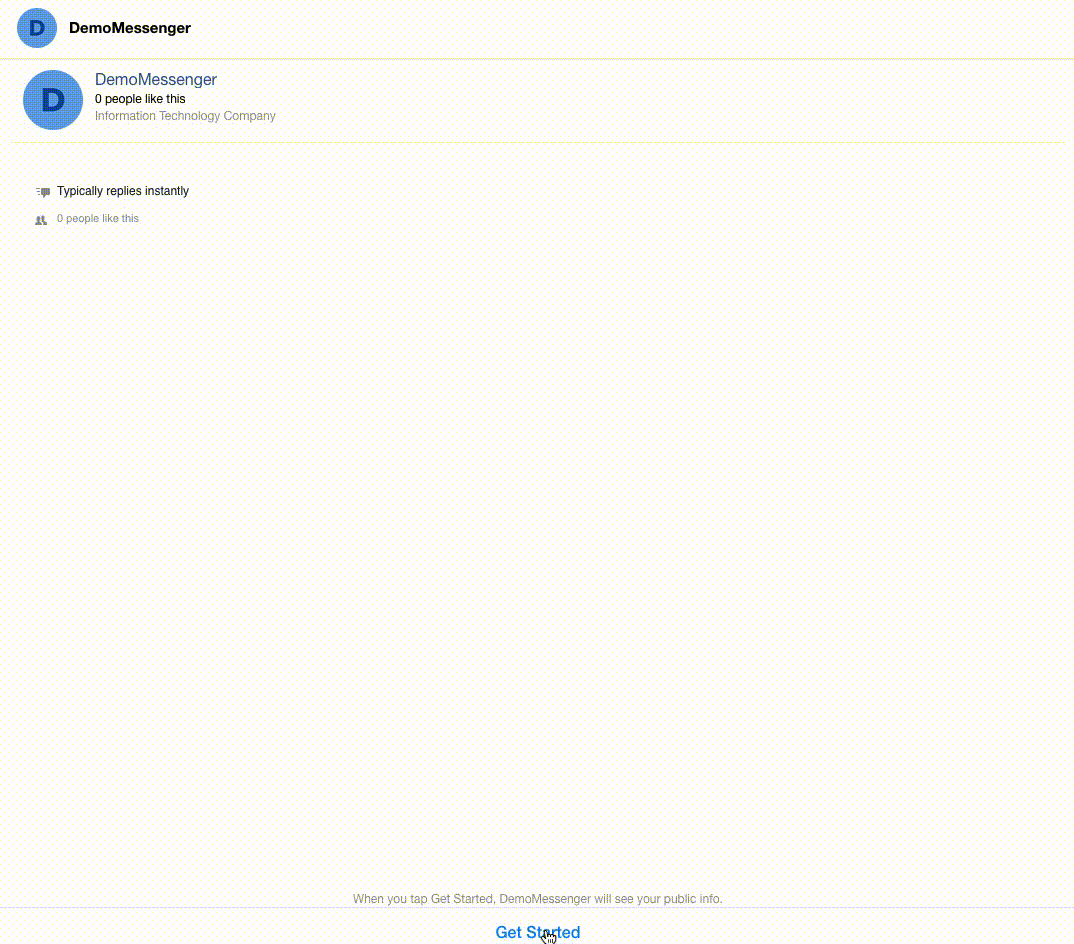 D DemoMessenger
D DemoMessenger
0 people like this
Information Technology Company
Typically replies instantly
0 people like this
When you tap Get Started, DemoMessenger will see your public info.
Get Started